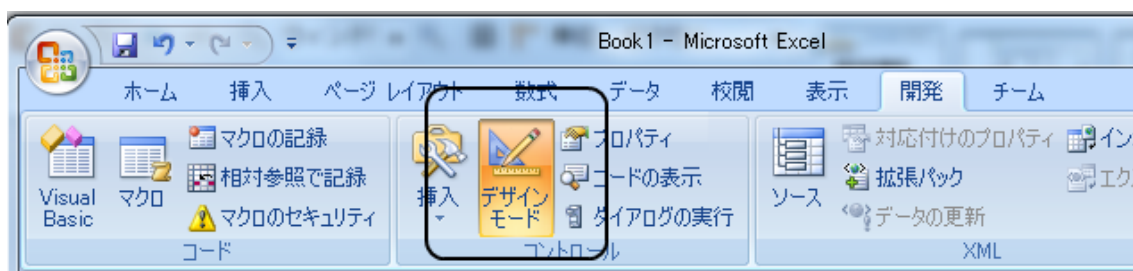 Book1 - Microsoft Excel
ホーム 挿入 ページ レイアウト 数式 データ 校閲 表示 開発 チーム
Visual Basic
マクロ
マクロの記録
相対参照で記録
マクロのセキュリティ
コード
挿入
デザイン
モード
プロパティ
コードの表示
ダイアログの実行
コントロール
ソース
対応付けのプロパティ
拡張パック
データの更新
イン
エク
XML